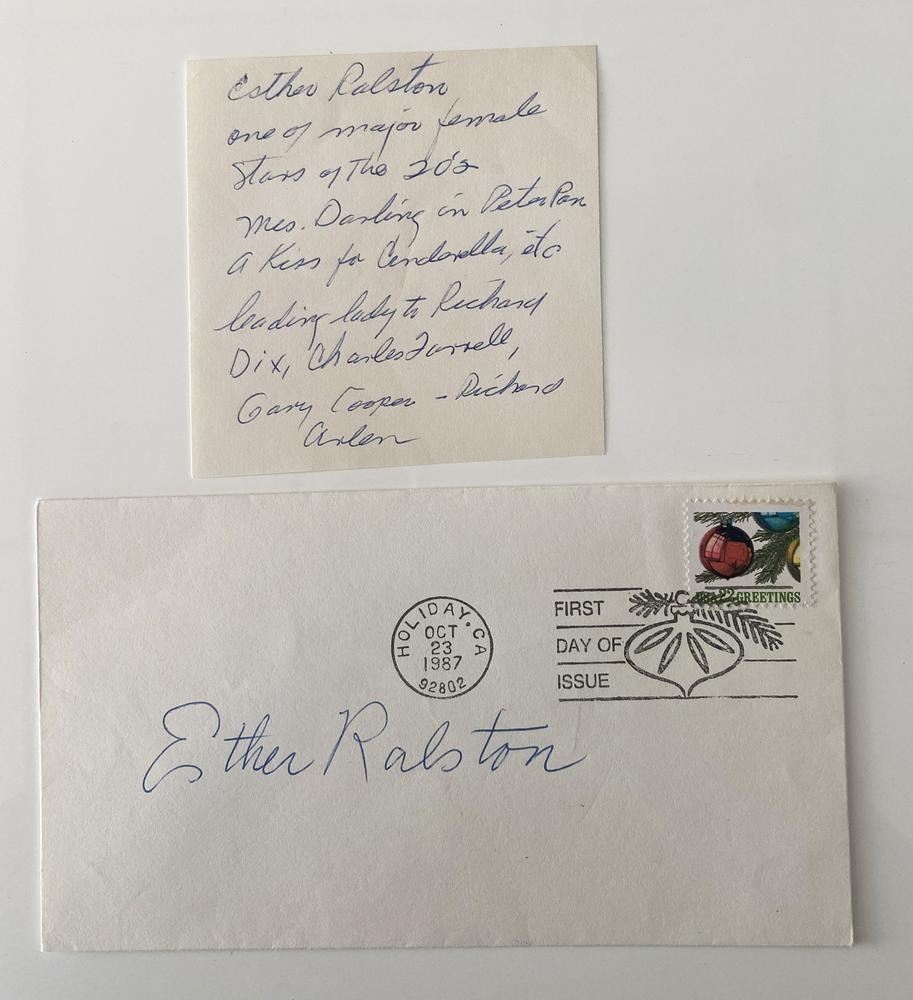 Esther Ralston
one of major female
Stars of the 20's
Mrs. Darling in Peter Pan
A Kiss for Cinderella, etc
leading lady to Richard
Dix, Charles Farrell,
Gary Cooper - Richard
Arlen
USA 22 GREETINGS
HOLIDAY, CA
OCT
23
1987
92802
FIRST
DAY OF
ISSUE
Esther Ralston